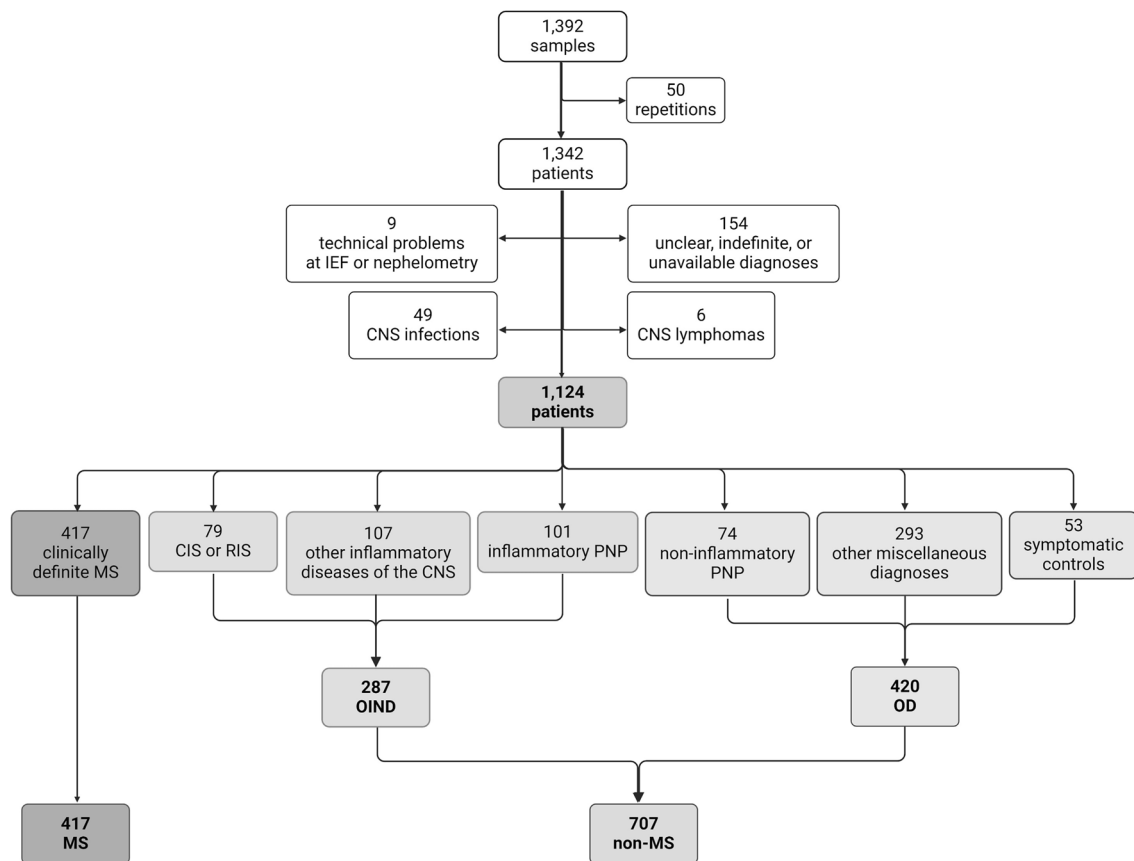 1,392
samples
50
repetitions
1,342
patients
9
technical problems
at IEF or nephelometry
154
unclear, indefinite, or
unavailable diagnoses
49
CNS infections
6
CNS lymphomas
1,124
patients
417
clinically
definite MS
79
CIS or RIS
107
other inflammatory
diseases of the CNS
101
inflammatory PNP
74
non-inflammatory
PNP
293
other miscellaneous
diagnoses
53
symptomatic
controls
287
OIND
420
OD
417
MS
707
non-MS